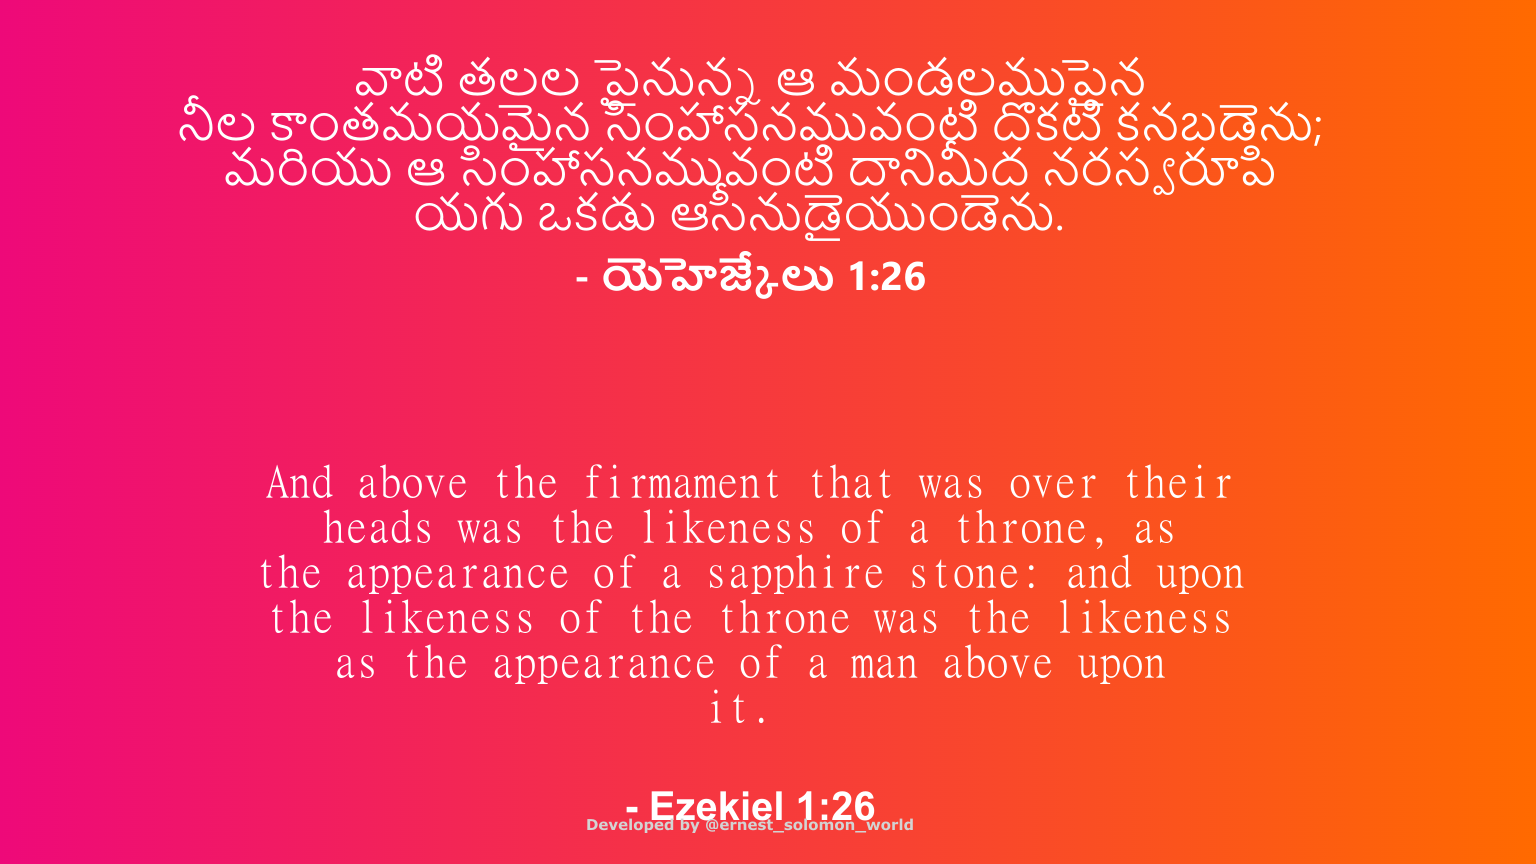 వాటి తలల పైనున్న ఆ మండలముపైన
నీల కాంతమయమైన సింహాసనమువంటి దొకటి కనబడెను;
మరియు ఆ సింహాసనమువంటి దానిమీద నరస్వరూపి
యగు ఒకడు ఆసీనుడైయుండెను.
- యెహెజ్కేలు 1:26
And above the firmament that was over their
heads was the likeness of a throne, as
the appearance of a sapphire stone: and upon
the likeness of the throne was the likeness
as the appearance of a man above upon
it.
- Ezekiel 1:26
Developed by @ernest_solomon_world